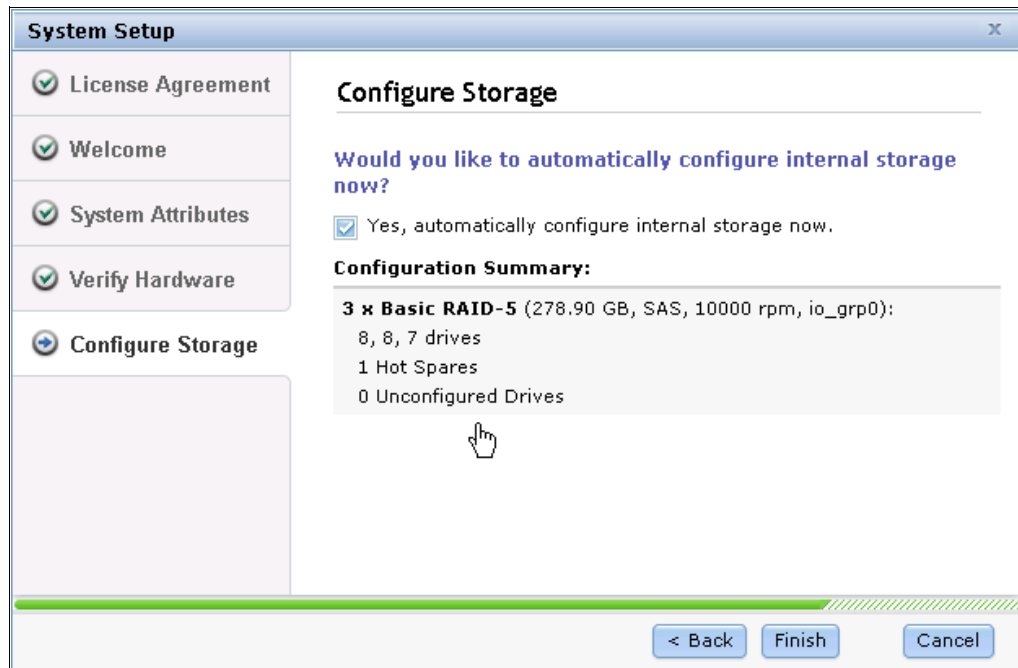 System Setup
x
License Agreement
Welcome
System Attributes
Verify Hardware
Configure Storage
Configure Storage
Would you like to automatically configure internal storage
now?
Yes, automatically configure internal storage now.
Configuration Summary:
3 x Basic RAID-5 (278.90 GB, SAS, 10000 rpm, io_grp0):
8, 8, 7 drives
1 Hot Spares
0 Unconfigured Drives
< Back Finish Cancel